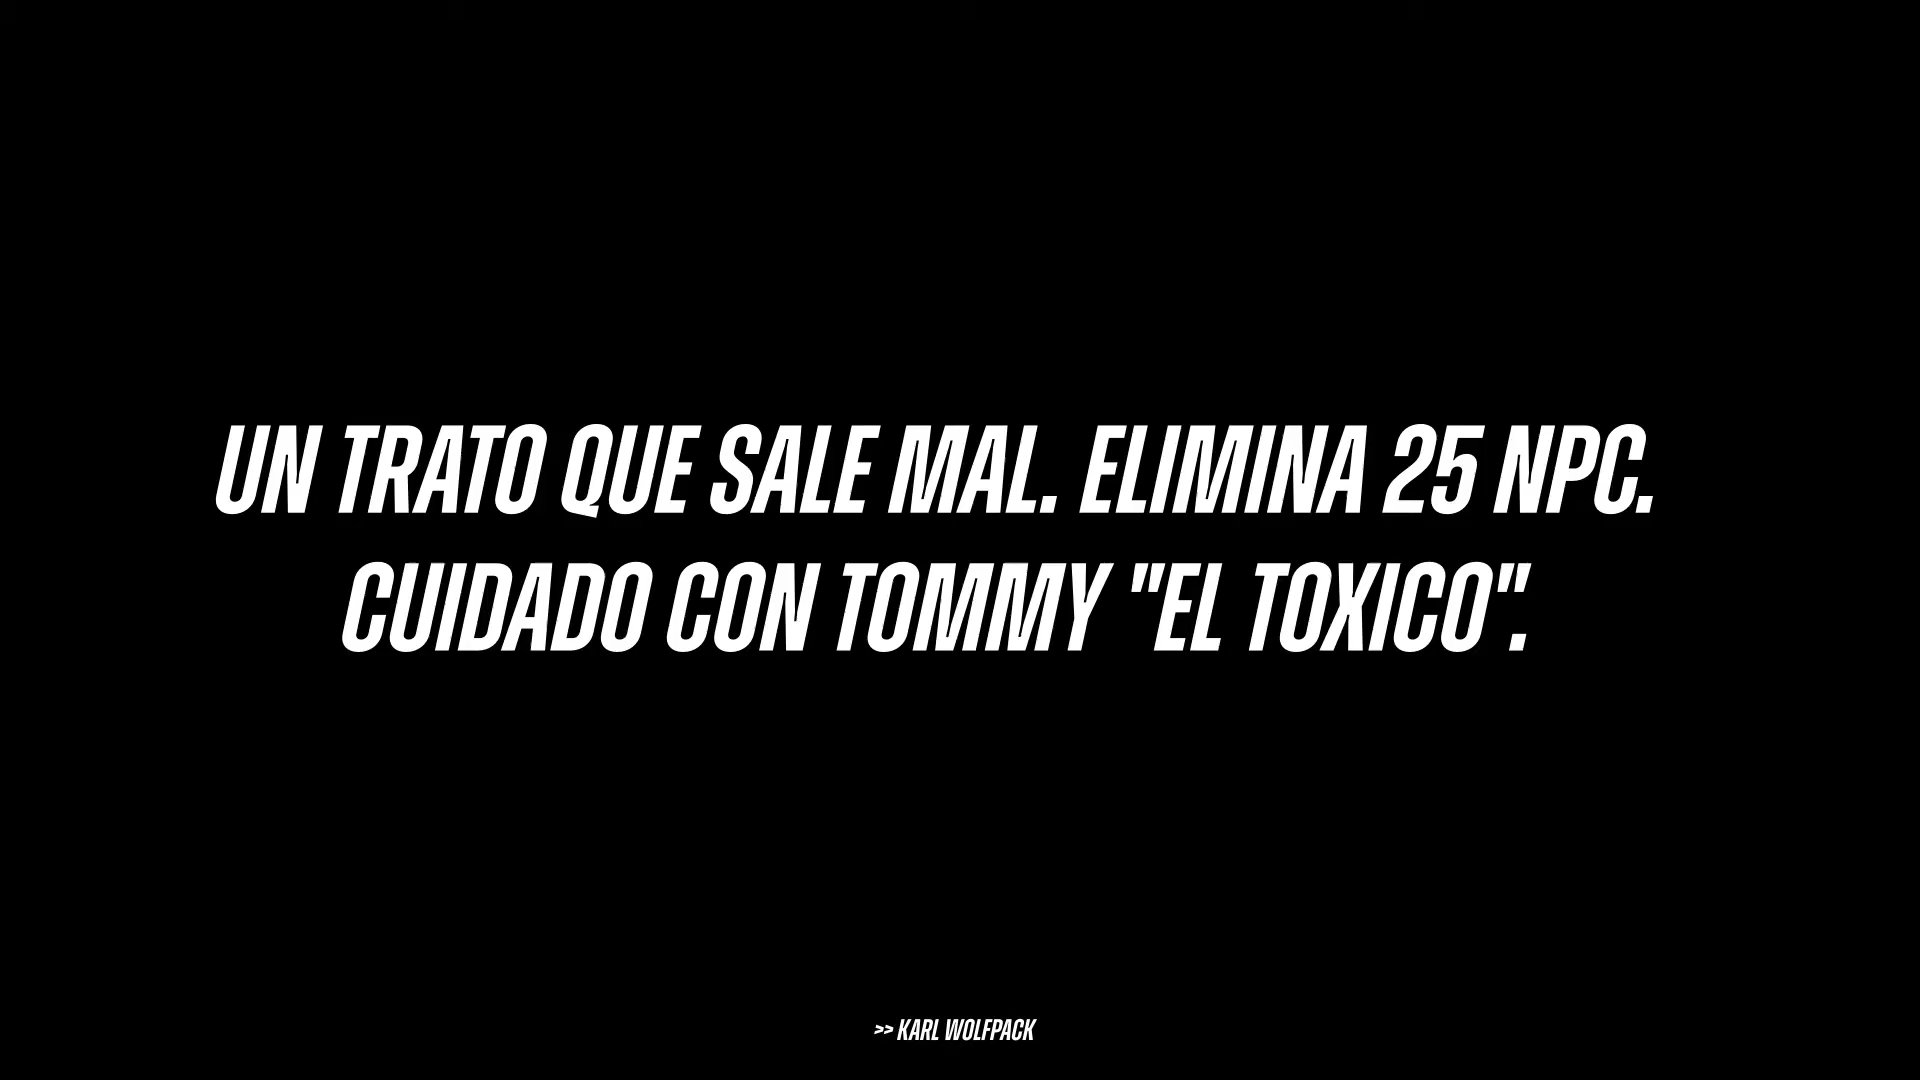 UN TRATO QUE SALE MAL. ELIMINA 25 NPC.
CUIDADO CON TOMMY "EL TOXICO".
>> KARL WOLFPACK